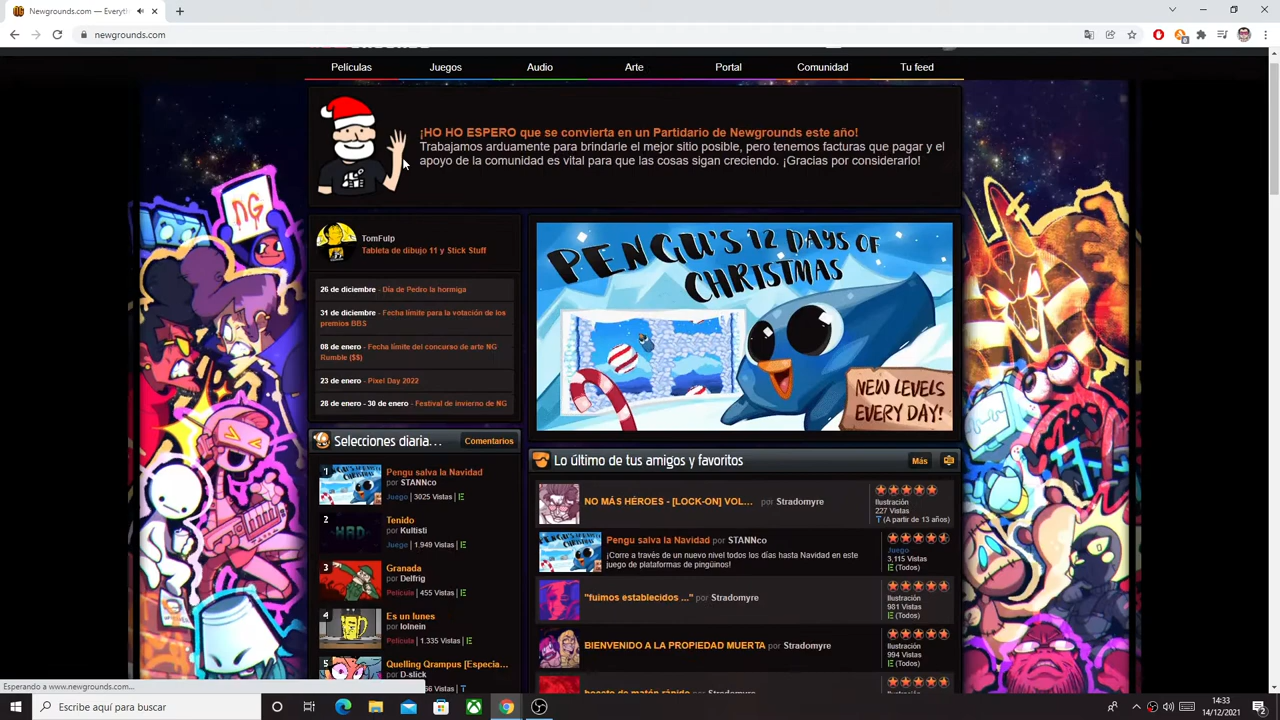 Newgrounds.com — Everyth
newgrounds.com
Películas
Juegos
Audio
Arte
Portal
Comunidad
Tu feed
¡HO HO ESPERO que se convierta en un Partidario de Newgrounds este año!
Trabajamos arduamente para brindarle el mejor sitio posible, pero tenemos facturas que pagar y el
apoyo de la comunidad es vital para que las cosas sigan creciendo. ¡Gracias por considerarlo!
NG
TomFulp
Tableta de dibujo 11 y Stick Stuff
26 de diciembre - Día de Pedro la hormiga
31 de diciembre - Fecha límite para la votación de los
premios BBS
08 de enero - Fecha límite del concurso de arte NG
Rumble ($$)
23 de enero - Pixel Day 2022
28 de enero - 30 de enero - Festival de invierno de NG
PENGU'S 12 DAYS OF
CHRISTMAS
NEW LEVELS
EVERY DAY!
Selecciones diaria...
Comentarios
1
Pengu salva la Navidad
por STANNco
Juego | 3025 Vistas | E
2
Tenido
por Kultisti
Juego | 1.949 Vistas | E
3
Granada
por Delfrig
Película | 455 Vistas | E
4
Es un lunes
por lolnein
Película | 1.335 Vistas | E
5
Quelling Qrampus [Especia...
por D-slick
Vistas | T
Lo último de tus amigos y favoritos
Más
NO MÁS HÉROES - [LOCK-ON] VOL... por Stradomyre
Ilustración
227 Vistas
T (A partir de 13 años)
Pengu salva la Navidad por STANNco
¡Corre a través de un nuevo nivel todos los días hasta Navidad en este
juego de plataformas de pingüinos!
Juego
3,115 Vistas
E (Todos)
"fuimos establecidos ..." por Stradomyre
Ilustración
981 Vistas
E (Todos)
BIENVENIDO A LA PROPIEDAD MUERTA por Stradomyre
Ilustración
994 Vistas
E (Todos)
boceto de matón rápido por Stradomyre
Esperando a www.newgrounds.com...
Escribe aquí para buscar
14:33
14/12/2021
2